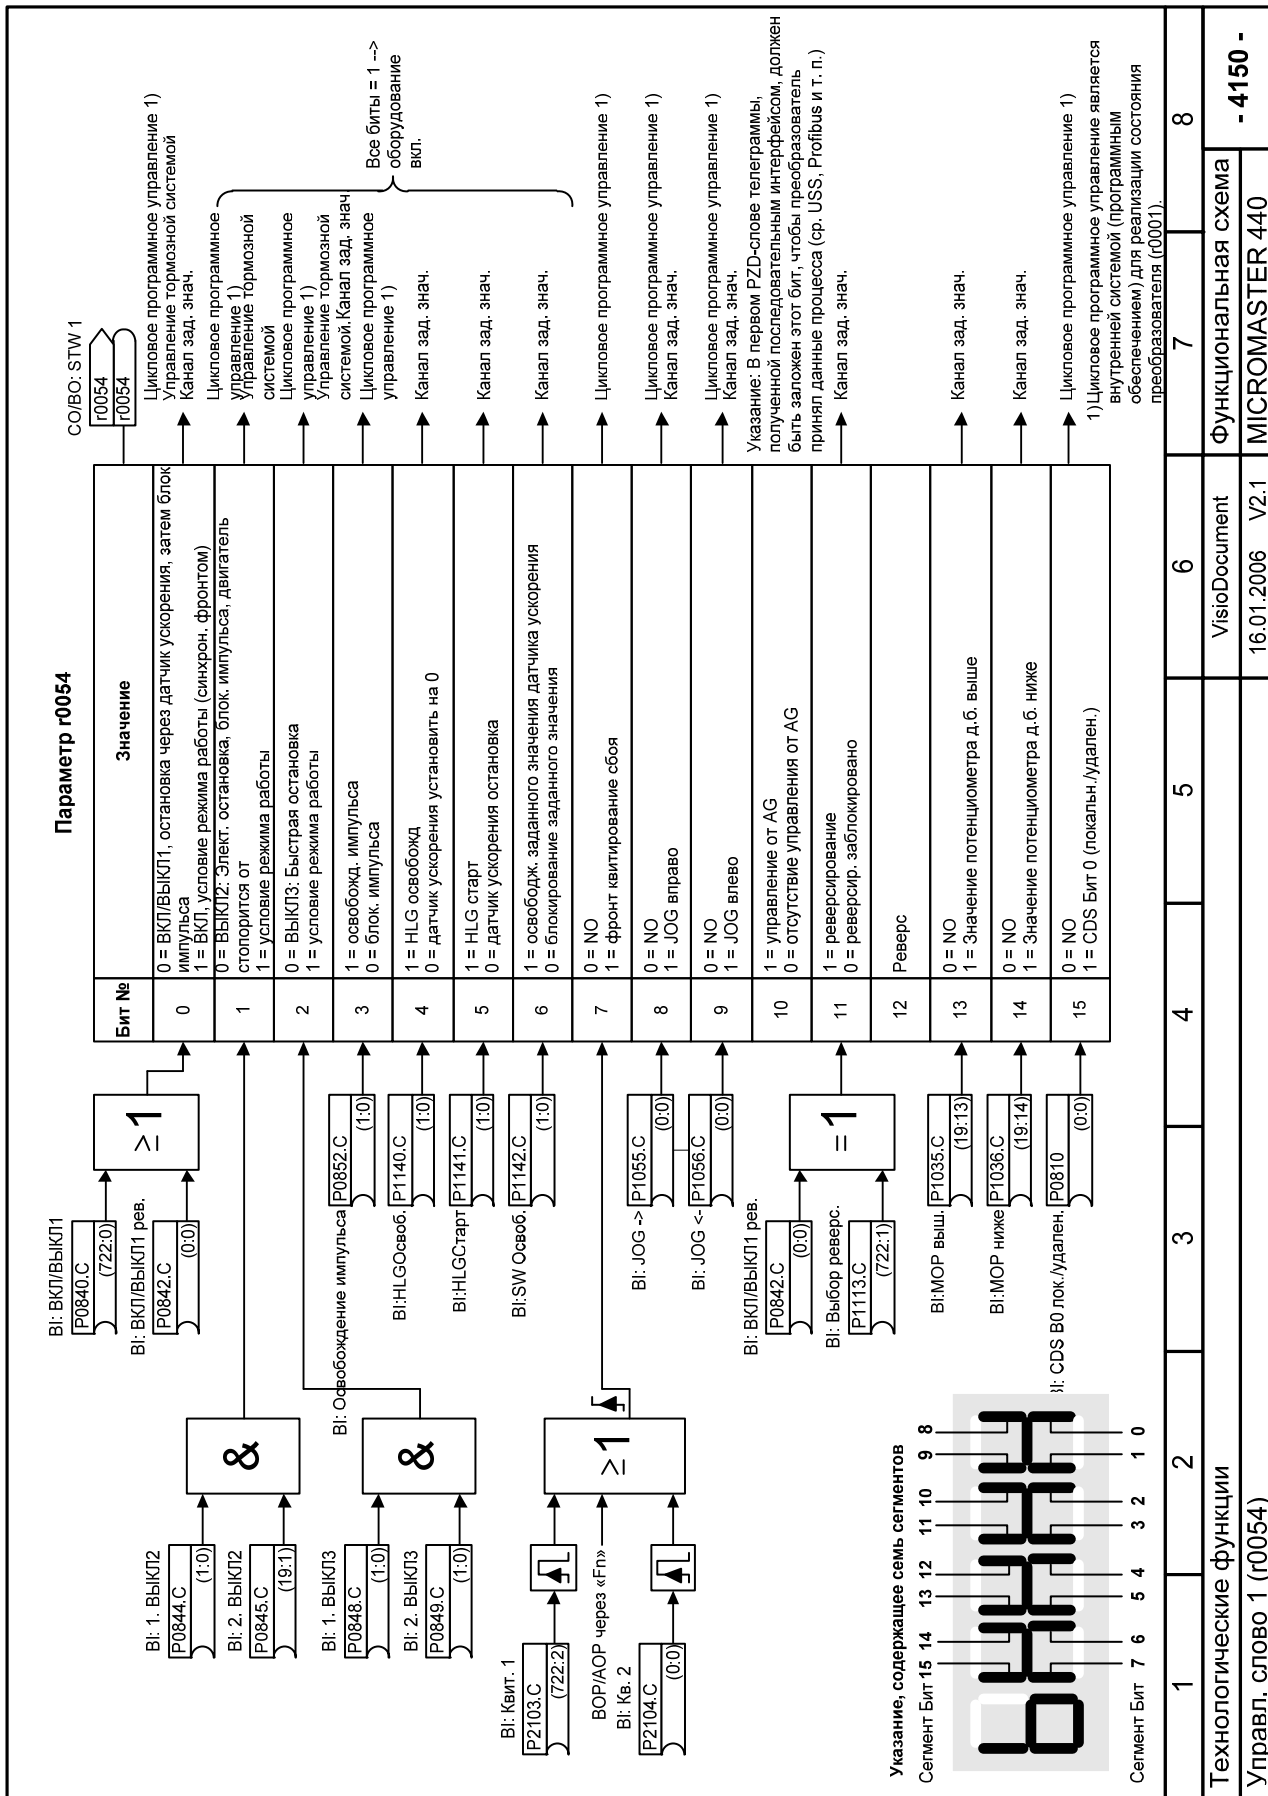 Параметр r0054
CO/BO: STW 1
r0054
r0054
Бит №
Значение
0
0 = ВКЛ/ВЫКЛ1, остановка через датчик ускорения, затем блок
импульса
1 = ВКЛ, условие режима работы (синхрон. фронтом)
1
0 = ВЫКЛ2: Элект. остановка, блок. импульса, двигатель
стопорится от
1 = условие режима работы
2
0 = ВЫКЛ3: Быстрая остановка
1 = условие режима работы
3
1 = освобожд. импульса
0 = блок. импульса
4
1 = HLG освобожд
0 = датчик ускорения установить на 0
5
1 = HLG старт
0 = датчик ускорения остановка
6
1 = освободж. заданного значения датчика ускорения
0 = блокирование заданного значения
7
0 = NO
1 = фронт квитирование сбоя
8
0 = NO
1 = JOG вправо
9
0 = NO
1 = JOG влево
10
1 = управление от AG
0 = отсутствие управления от AG
11
1 = реверсирование
0 = реверсир. заблокировано
12
Реверс
13
0 = NO
1 = Значение потенциометра д.б. выше
14
0 = NO
1 = Значение потенциометра д.б. ниже
15
0 = NO
1 = CDS Бит 0 (локальн./удален.)
Цикловое программное управление 1)
Управление тормозной системой
Канал зад. знач.
Цикловое программное
управление 1)
Управление тормозной
системой
Цикловое программное
управление 1)
Управление тормозной
системой.Канал зад. знач.
Цикловое программное
управление 1)
Все биты = 1 -->
оборудование
вкл.
Канал зад. знач.
Канал зад. знач.
Канал зад. знач.
Цикловое программное управление 1)
Цикловое программное управление 1)
Канал зад. знач.
Цикловое программное управление 1)
Канал зад. знач.
Указание: В первом PZD-слове телеграммы,
полученной последовательным интерфейсом, должен
быть заложен этот бит, чтобы преобразователь
принял данные процесса (ср. USS, Profibus и т. п.)
Канал зад. знач.
Канал зад. знач.
Канал зад. знач.
Цикловое программное управление 1)
1)Цикловое программное управление является
внутренней системой (программным
обеспечением) для реализации состояния
преобразователя (r0001).
BI: ВКЛ/ВЫКЛ1
P0840.C
(722:0)
BI: ВКЛ/ВЫКЛ1 рев.
P0842.C
(0:0)
≥1
BI: 1. ВЫКЛ2
P0844.C
(1:0)
BI: 2. ВЫКЛ2
P0845.C
(19:1)
&
BI: 1. ВЫКЛ3
P0848.C
(1:0)
BI: 2. ВЫКЛ3
P0849.C
(1:0)
&
BI: Освобождение импульса
P0852.C
(1:0)
BI:HLGОсвоб.
P1140.C
(1:0)
BI:HLGСтарт
P1141.C
(1:0)
BI:SW Освоб.
P1142.C
(1:0)
BI: Квит. 1
P2103.C
(722:2)
BOP/AOP через «Fn»
BI: Кв. 2
P2104.C
(0:0)
≥1
BI: JOG ->
P1055.C
(0:0)
BI: JOG <-
P1056.C
(0:0)
BI: ВКЛ/ВЫКЛ1 рев.
P0842.C
(0:0)
BI: Выбор реверс.
P1113.C
(722:1)
=1
BI:MOP выш.
P1035.C
(19:13)
BI:MOP ниже
P1036.C
(19:14)
BI: CDS B0 лок./удален.
P0810
(0:0)
Указание, содержащее семь сегментов
Сегмент Бит 15 14 13 12 11 10 9 8
Сегмент Бит 7 6 5 4 3 2 1 0
1 2 3 4 5 6 7 8
Технологические функции
Управл. слово 1 (r0054)
VisioDocument
16.01.2006 V2.1
Функциональная схема
MICROMASTER 440
- 4150 -